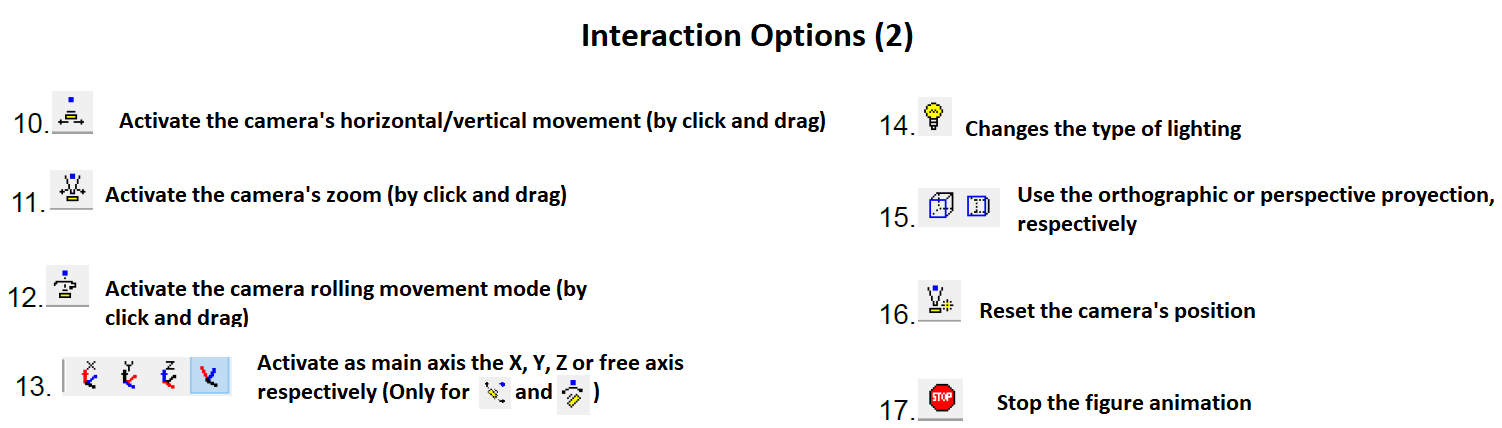 Interaction Options (2)
10. Activate the camera's horizontal/vertical movement (by click and drag)
11. Activate the camera's zoom (by click and drag)
12. Activate the camera rolling movement mode (by
click and drag)
13. X Y Z Activate as main axis the X, Y, Z or free axis
respectively (Only for and )
14. Changes the type of lighting
15. Use the orthographic or perspective proyection,
respectively
16. Reset the camera's position
17. STOP Stop the figure animation